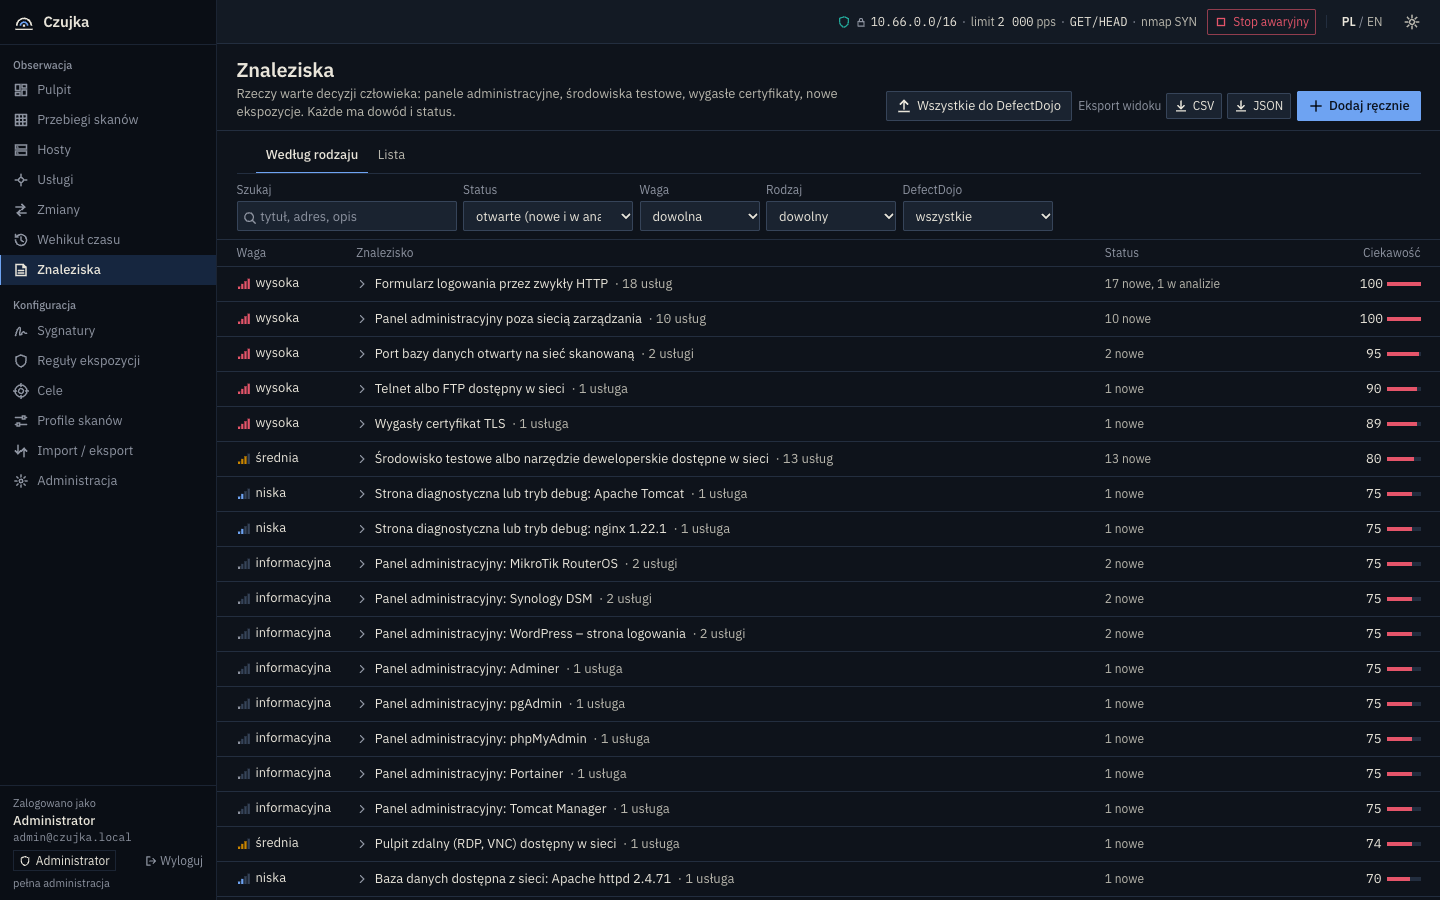 Czujka
10.66.0.0/16 · limit 2 000 pps · GET/HEAD · nmap SYN
Stop awaryjny
PL / EN
Obserwacja
Pulpit
Przebiegi skanów
Hosty
Usługi
Zmiany
Wehikuł czasu
Znaleziska
Konfiguracja
Sygnatury
Reguły ekspozycji
Cele
Profile skanów
Import / eksport
Administracja
Zalogowano jako
Administrator
admin@czujka.local
Administrator
Wyloguj
pełna administracja
Znaleziska
Rzeczy warte decyzji człowieka: panele administracyjne, środowiska testowe, wygasłe certyfikaty, nowe
ekspozycje. Każde ma dowód i status.
Wszystkie do DefectDojo
Eksport widoku
CSV
JSON
Dodaj ręcznie
Według rodzaju
Lista
Szukaj Status Waga Rodzaj DefectDojo
tytuł, adres, opis
otwarte (nowe i w ana
dowolna
dowolny
wszystkie
Waga Znalezisko Status Ciekawość
wysoka Formularz logowania przez zwykły HTTP · 18 usług 17 nowe, 1 w analizie 100
wysoka Panel administracyjny poza siecią zarządzania · 10 usług 10 nowe 100
wysoka Port bazy danych otwarty na sieć skanowaną · 2 usługi 2 nowe 95
wysoka Telnet albo FTP dostępny w sieci · 1 usługa 1 nowe 90
wysoka Wygasły certyfikat TLS · 1 usługa 1 nowe 89
średnia Środowisko testowe albo narzędzie deweloperskie dostępne w sieci · 13 usług 13 nowe 80
niska Strona diagnostyczna lub tryb debug: Apache Tomcat · 1 usługa 1 nowe 75
niska Strona diagnostyczna lub tryb debug: nginx 1.22.1 · 1 usługa 1 nowe 75
informacyjna Panel administracyjny: MikroTik RouterOS · 2 usługi 2 nowe 75
informacyjna Panel administracyjny: Synology DSM · 2 usługi 2 nowe 75
informacyjna Panel administracyjny: WordPress – strona logowania · 2 usługi 2 nowe 75
informacyjna Panel administracyjny: Adminer · 1 usługa 1 nowe 75
informacyjna Panel administracyjny: pgAdmin · 1 usługa 1 nowe 75
informacyjna Panel administracyjny: phpMyAdmin · 1 usługa 1 nowe 75
informacyjna Panel administracyjny: Portainer · 1 usługa 1 nowe 75
informacyjna Panel administracyjny: Tomcat Manager · 1 usługa 1 nowe 75
średnia Pulpit zdalny (RDP, VNC) dostępny w sieci · 1 usługa 1 nowe 74
niska Baza danych dostępna z sieci: Apache httpd 2.4.71 · 1 usługa 1 nowe 70